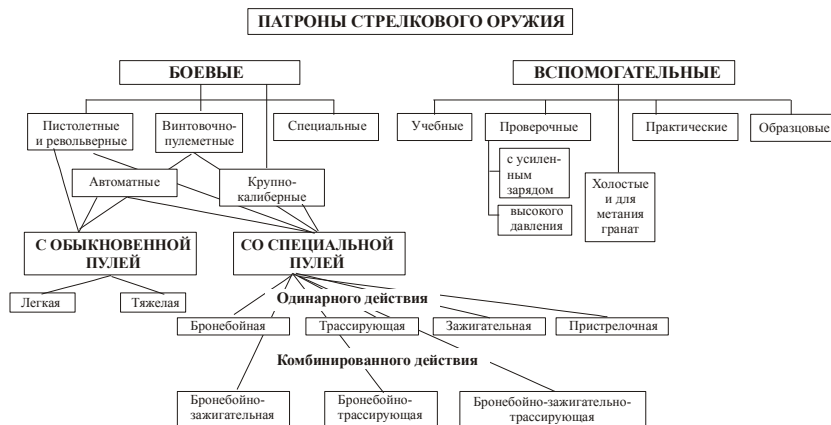 ПАТРОНЫ СТРЕЛКОВОГО ОРУЖИЯ
БОЕВЫЕ
ВСПОМОГАТЕЛЬНЫЕ
Пистолетные
и револьверные
Винтовочно-
пулеметные
Специальные
Учебные
Проверочные
Практические
Образцовые
Автоматные
Крупно-
калиберные
с усилен-
ным
зарядом
высокого
давления
Холостые
и для
метания
гранат
С ОБЫКНОВЕННОЙ
ПУЛЕЙ
СО СПЕЦИАЛЬНОЙ
ПУЛЕЙ
Легкая
Тяжелая
Одинарного действия
Бронебойная
Трассирующая
Зажигательная
Пристрелочная
Комбинированного действия
Бронебойно-
зажигательная
Бронебойно-
трассирующая
Бронебойно-зажигательно-
трассирующая